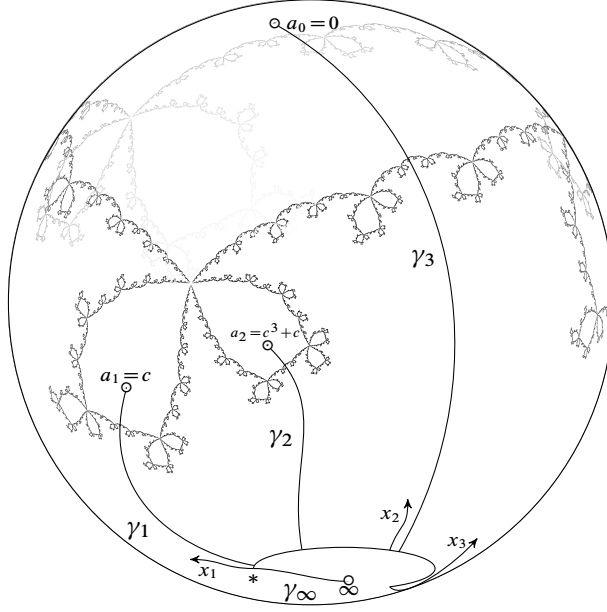 a₀=0
γ₃
a₂=c³+c
a₁=c
γ₂
x₂
γ₁
x₃
x₁
*
γ∞
∞